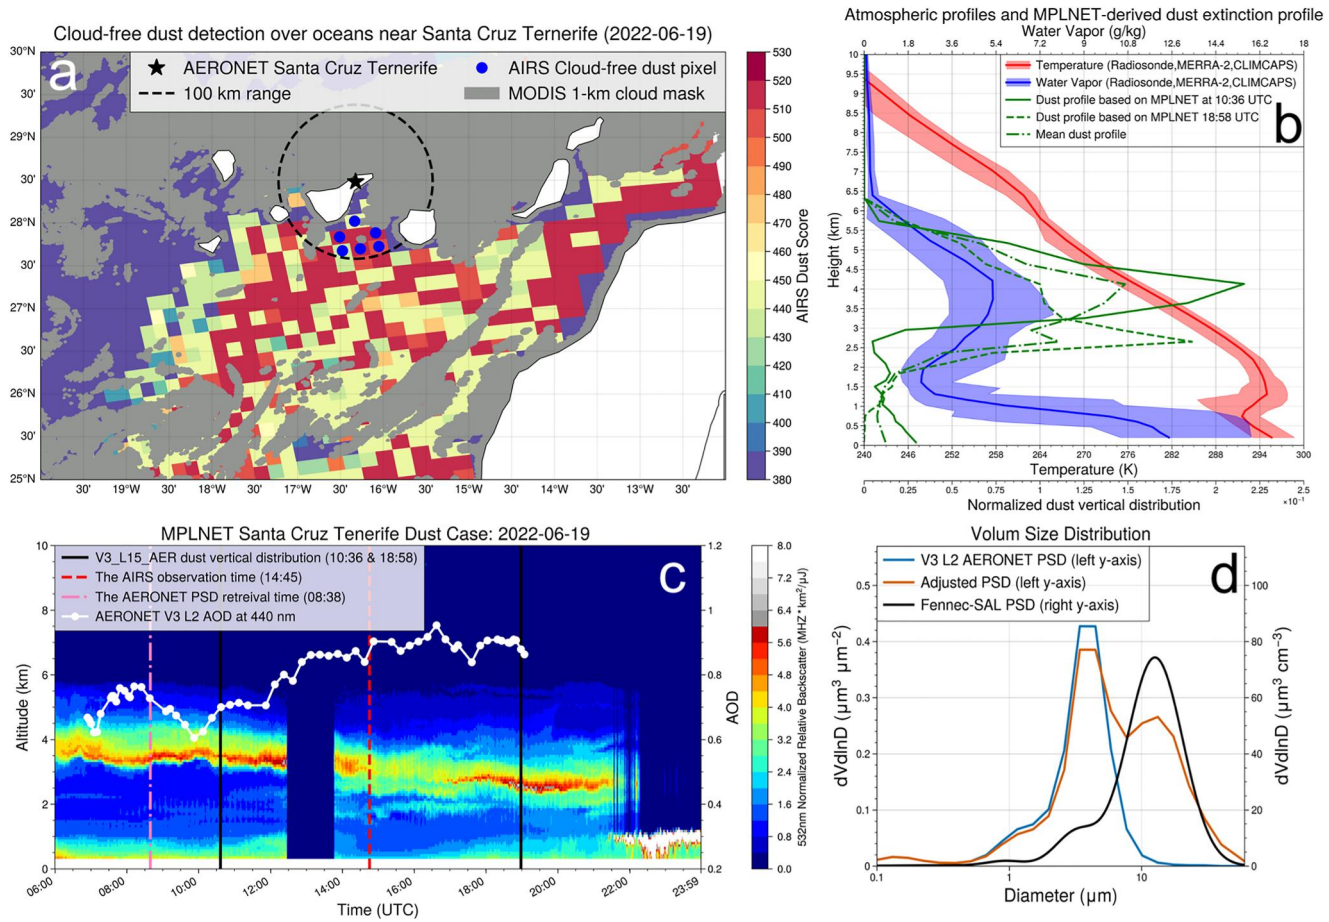 Cloud-free dust detection over oceans near Santa Cruz Ternerife (2022-06-19)
a
AERONET Santa Cruz Ternerife
100 km range
AIRS Cloud-free dust pixel
MODIS 1-km cloud mask
30°N
30'
29°N
30'
28°N
30'
27°N
30'
26°N
30'
25°N
30' 19°W 30' 18°W 30' 17°W 30' 16°W 30' 15°W 30' 14°W 30' 13°W 30'
530
520
510
500
490
480
470
460
450
440
430
420
410
400
390
380
AIRS Dust Score
Atmospheric profiles and MPLNET-derived dust extinction profile
Water Vapor (g/kg)
0 1.8 3.6 5.4 7.2 9 10.8 12.6 14.4 16.2 18
Temperature (Radiosonde,MERRA-2,CLIMCAPS)
Water Vapor (Radiosonde,MERRA-2,CLIMCAPS)
Dust profile based on MPLNET at 10:36 UTC
Dust profile based on MPLNET 18:58 UTC
Mean dust profile
b
10
9.5
9
8.5
8
7.5
7
6.5
6
5.5
5
4.5
4
3.5
3
2.5
2
1.5
1
0.5
0
Height (km)
240 246 252 258 264 270 276 282 288 294 300
Temperature (K)
0 0.25 0.5 0.75 1 1.25 1.5 1.75 2 2.25 2.5
×10⁻¹
Normalized dust vertical distribution
MPLNET Santa Cruz Tenerife Dust Case: 2022-06-19
V3_L15_AER dust vertical distribution (10:36 & 18:58)
The AIRS observation time (14:45)
The AERONET PSD retreival time (08:38)
AERONET V3 L2 AOD at 440 nm
c
10
8
6
4
2
0
Altitude (km)
06:00 08:00 10:00 12:00 14:00 16:00 18:00 20:00 22:00 23:59
Time (UTC)
1.2
1
0.8
0.6
0.4
0.2
AOD
8.0
7.2
6.4
5.6
4.8
4.0
3.2
2.4
1.6
0.8
0.0
532nm Normalized Relative Backscatter (MHZ*km²/µJ)
Volum Size Distribution
V3 L2 AERONET PSD (left y-axis)
Adjusted PSD (left y-axis)
Fennec-SAL PSD (right y-axis)
d
0.5
0.4
0.3
0.2
0.1
0
dVdlnD (µm³ µm⁻²)
100
80
60
40
20
0
dVdlnD (µm³ cm⁻³)
0.1 1 10
Diameter (µm)